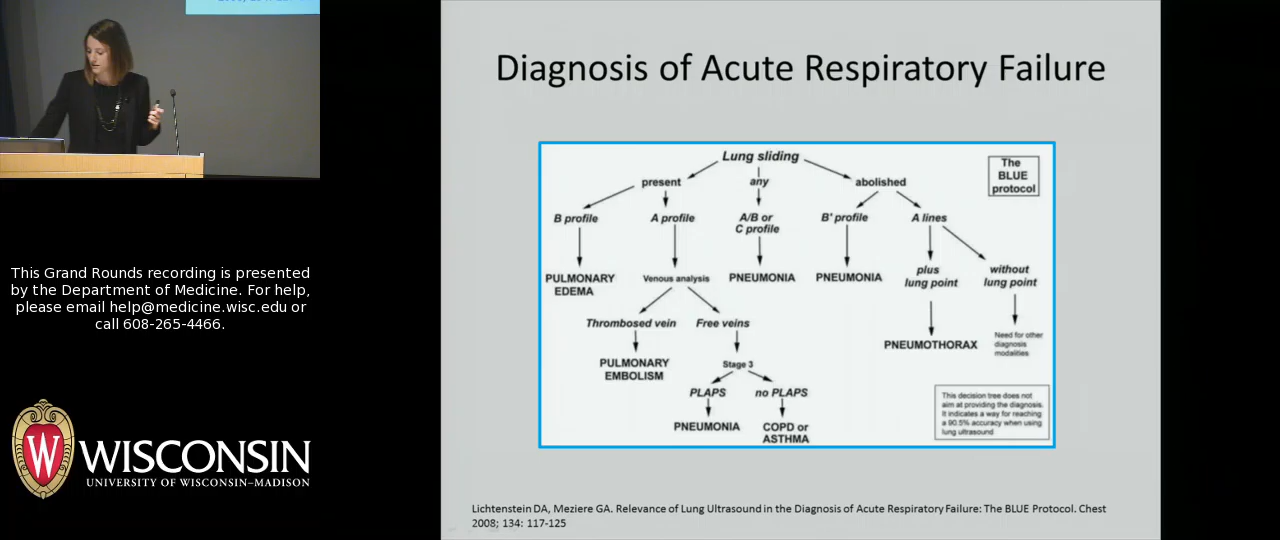 This Grand Rounds recording is presented
by the Department of Medicine. For help,
please email help@medicine.wisc.edu or
call 608-265-4466.
W
WISCONSIN
UNIVERSITY OF WISCONSIN–MADISON
Diagnosis of Acute Respiratory Failure
Lung sliding
The
BLUE
protocol
present
any
abolished
B profile
A profile
A/B or
C profile
B' profile
A lines
PULMONARY
EDEMA
Venous analysis
PNEUMONIA
PNEUMONIA
plus
lung point
without
lung point
Thrombosed vein
Free veins
PNEUMOTHORAX
Need for other
diagnosis
modalities
PULMONARY
EMBOLISM
Stage 3
PLAPS
no PLAPS
PNEUMONIA
COPD or
ASTHMA
This decision tree does not
aim at providing the diagnosis.
It indicates a way for reaching
a 90.5% accuracy when using
lung ultrasound
Lichtenstein DA, Meziere GA. Relevance of Lung Ultrasound in the Diagnosis of Acute Respiratory Failure: The BLUE Protocol. Chest
2008; 134: 117-125